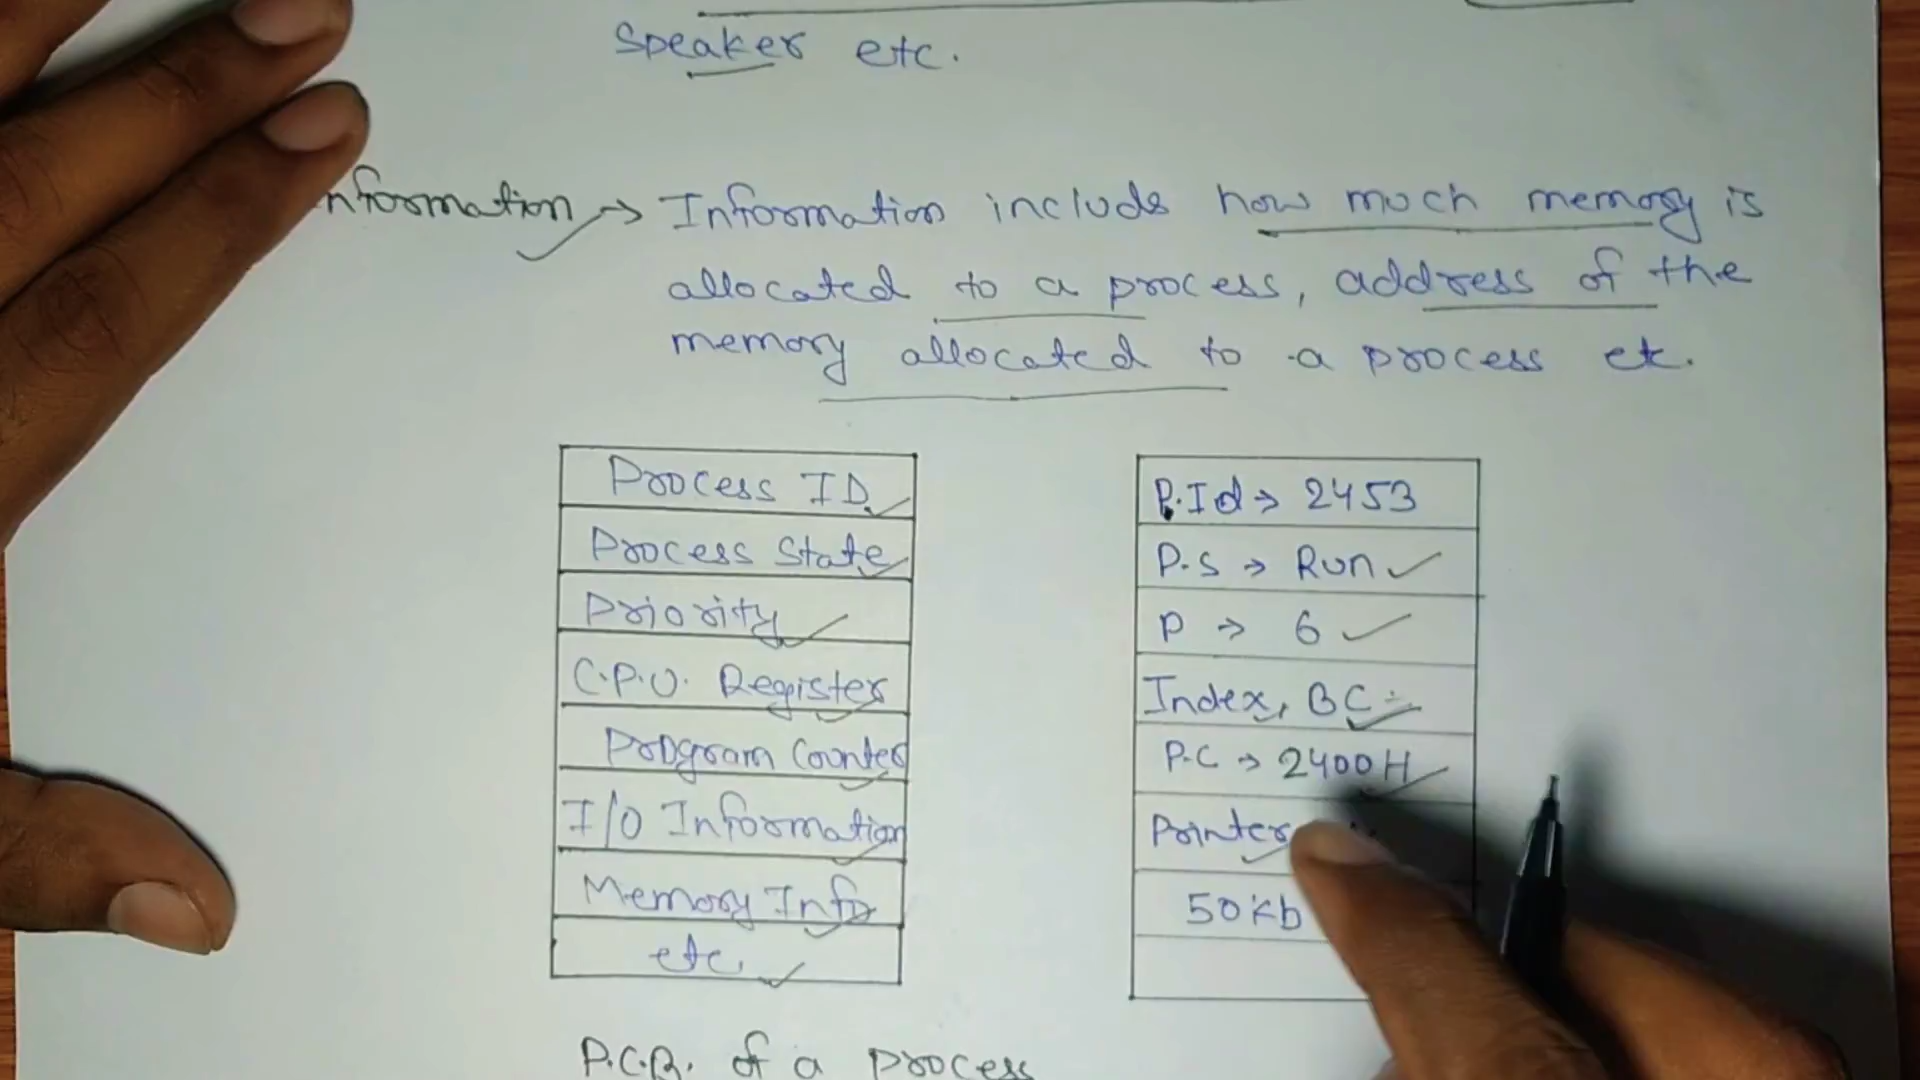 Speaker etc.
nformation → Information include how much memory is
allocated to a process, address of the
memory allocated to a process etc.
Process ID
Process State
Priority
C.P.U. Register
Program Counter
I/O Information
Memory Info
etc.
P.Id → 2453
P.S → Run
P → 6
Index, BC
P.C → 2400H
Printer
50Kb
P.C.B. of a process